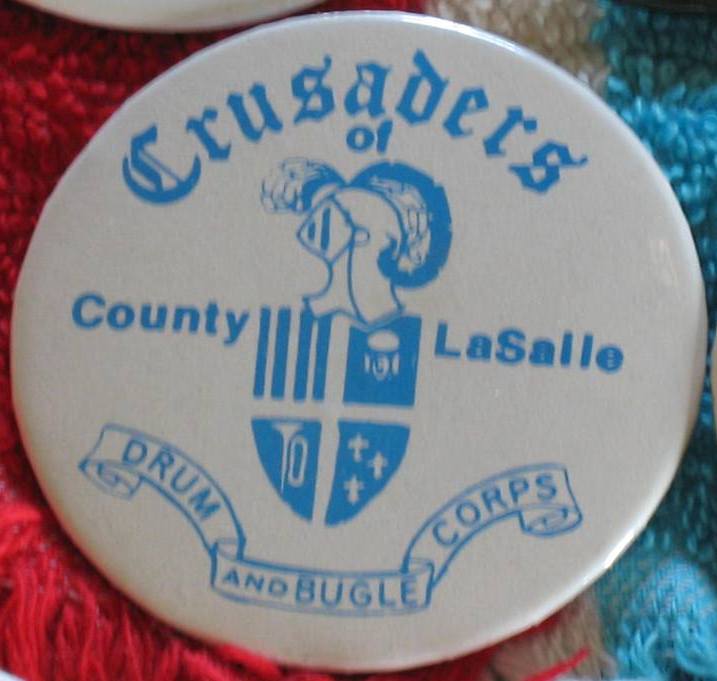 Crusaders
of
County LaSalle
DRUM
AND BUGLE
CORPS